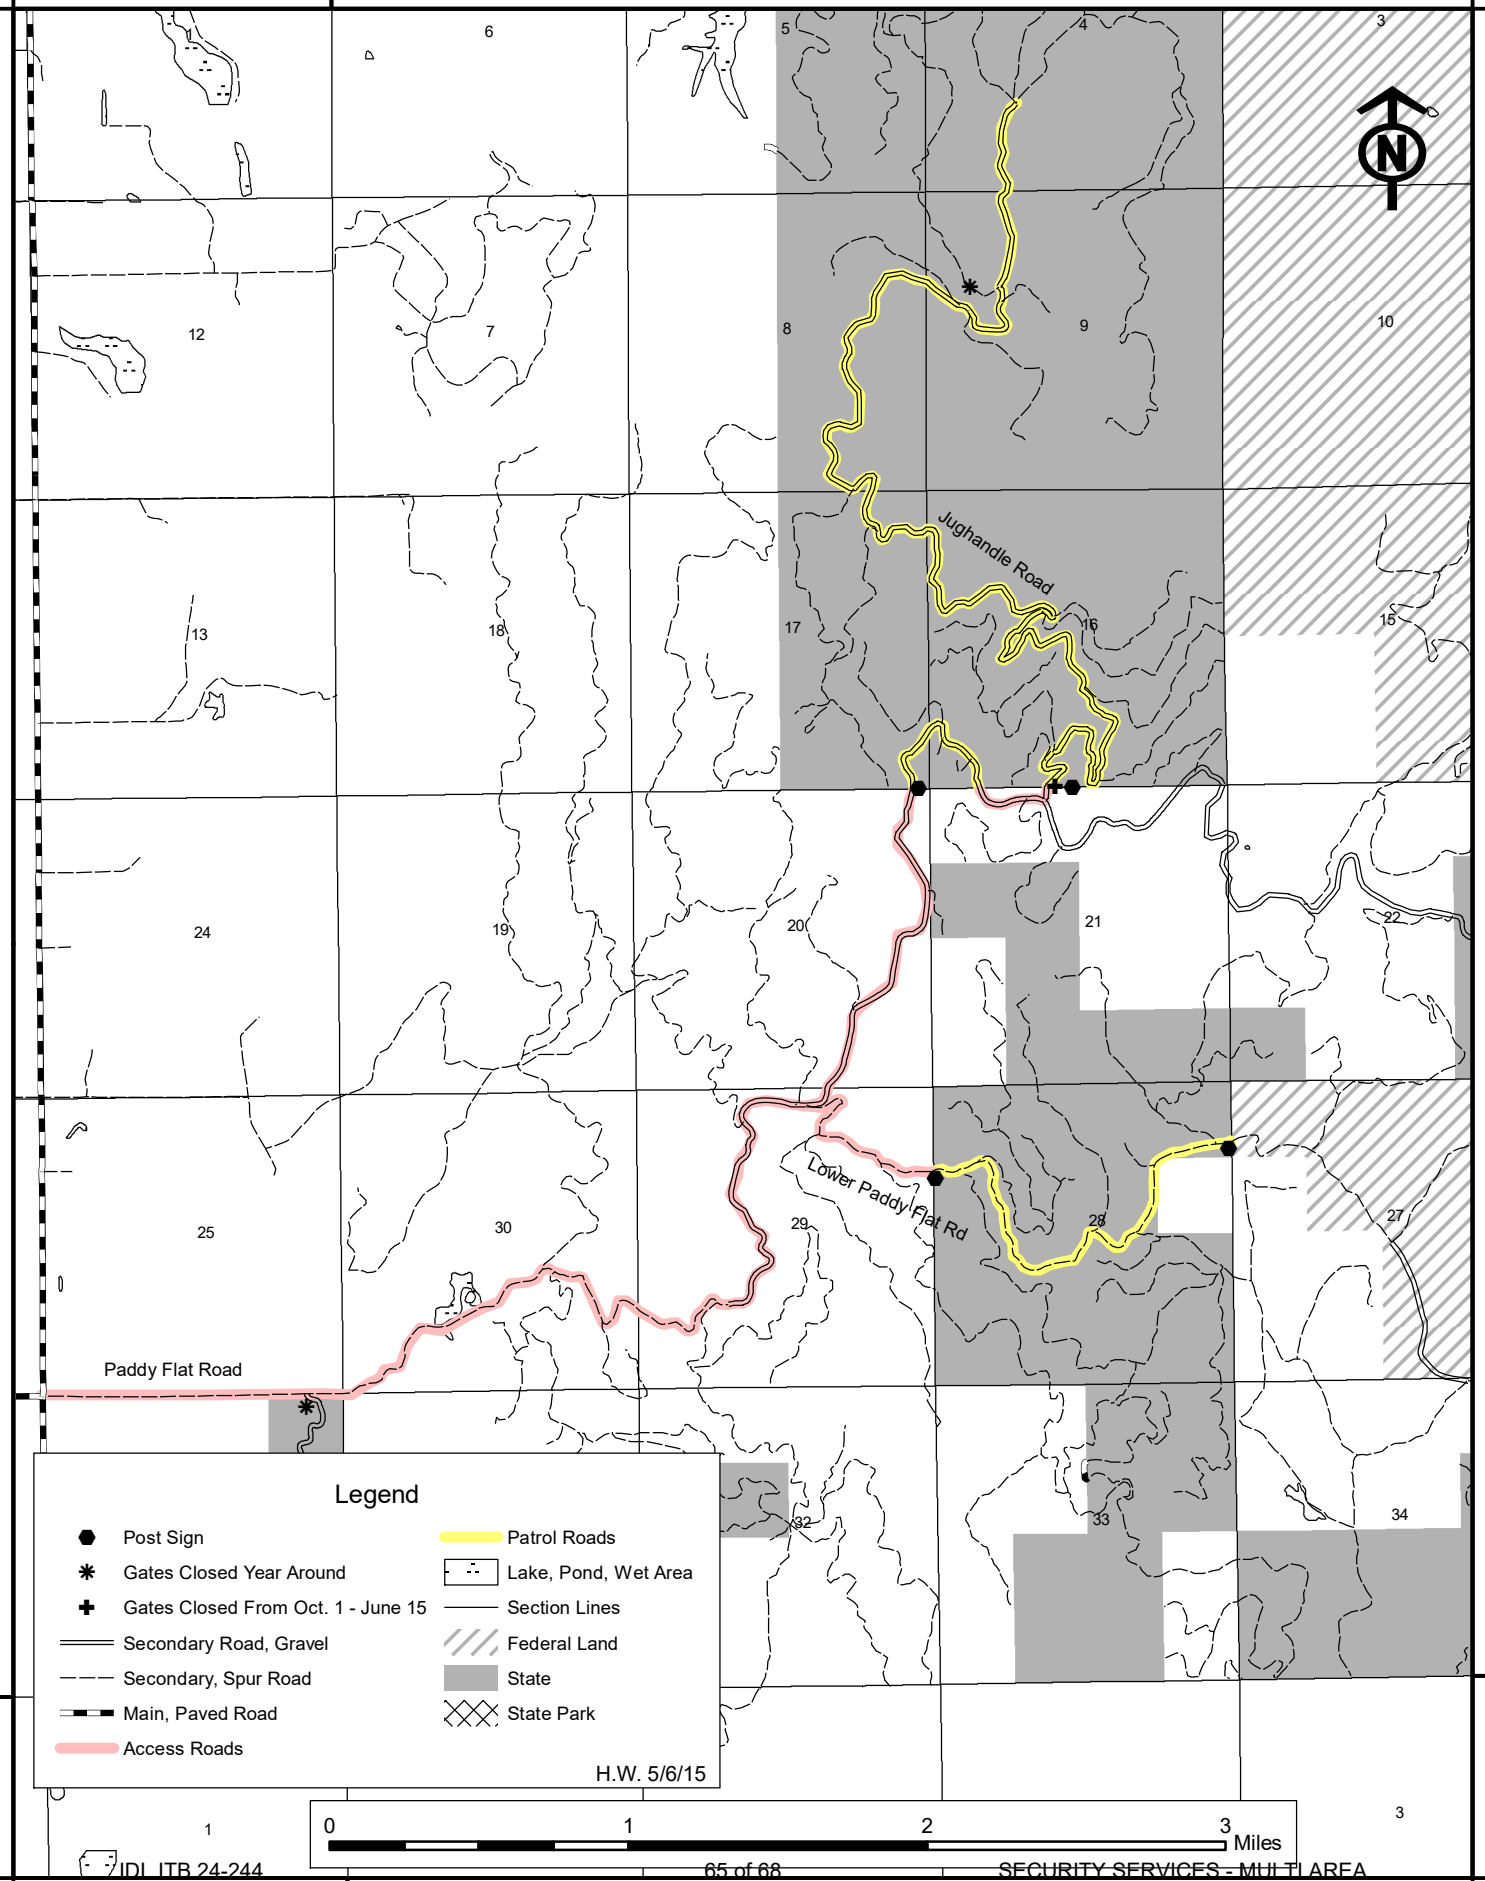 6
5
4
3
N
12
7
8
9
10
Jughandle Road
13
18
17
16
15
24
19
20
21
22
Lower Paddy Flat Rd
25
30
29
28
27
Paddy Flat Road
32
33
34
Legend
Post Sign
Gates Closed Year Around
Gates Closed From Oct. 1 - June 15
Secondary Road, Gravel
Secondary, Spur Road
Main, Paved Road
Access Roads
Patrol Roads
Lake, Pond, Wet Area
Section Lines
Federal Land
State
State Park
H.W. 5/6/15
1
3
0 1 2 3 Miles
IDL ITB 24-244
65 of 68
SECURITY SERVICES - MULTI AREA